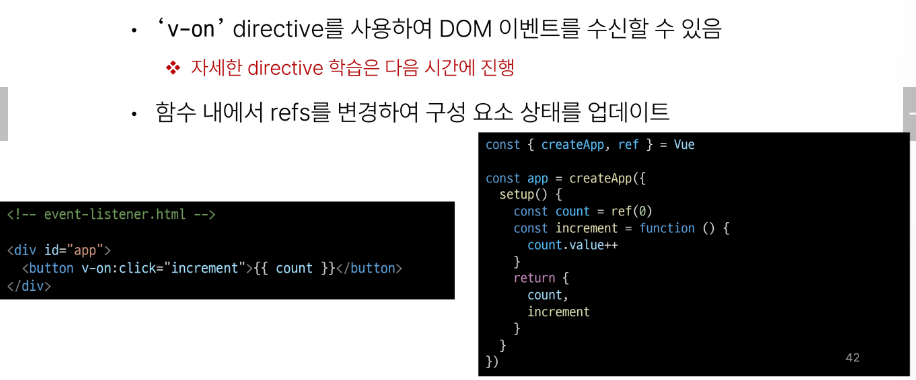 • ‘v-on’ directive를 사용하여 DOM 이벤트를 수신할 수 있음
❖ 자세한 directive 학습은 다음 시간에 진행
• 함수 내에서 refs를 변경하여 구성 요소 상태를 업데이트
<!-- event-listener.html -->
<div id="app">
  <button v-on:click="increment">{{ count }}</button>
</div>
const { createApp, ref } = Vue
const app = createApp({
  setup() {
    const count = ref(0)
    const increment = function () {
      count.value++
    }
    return {
      count,
      increment
    }
  }
})
42